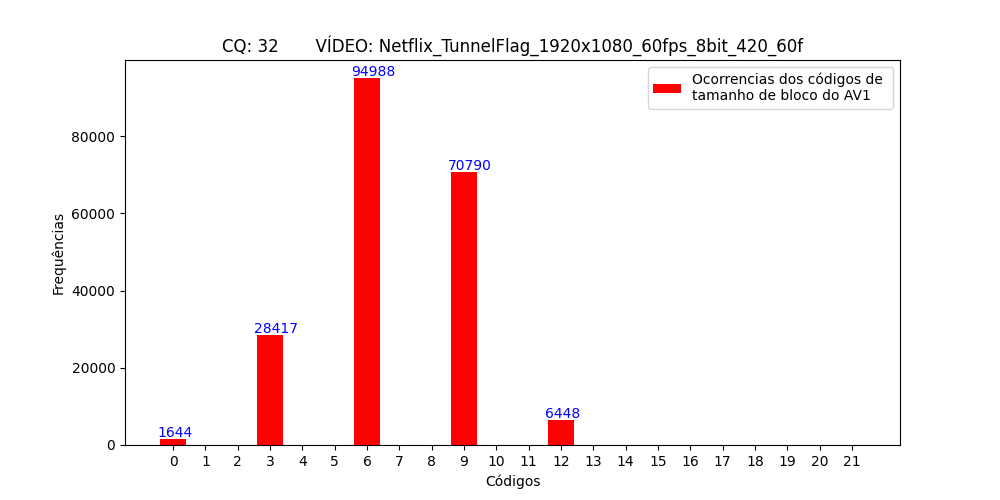 CQ: 32 VÍDEO: Netflix_TunnelFlag_1920x1080_60fps_8bit_420_60f
Ocorrencias dos códigos de
tamanho de bloco do AV1
94988
80000
70790
60000
Frequências
40000
28417
20000
6448
1644
0
0 1 2 3 4 5 6 7 8 9 10 11 12 13 14 15 16 17 18 19 20 21
Códigos